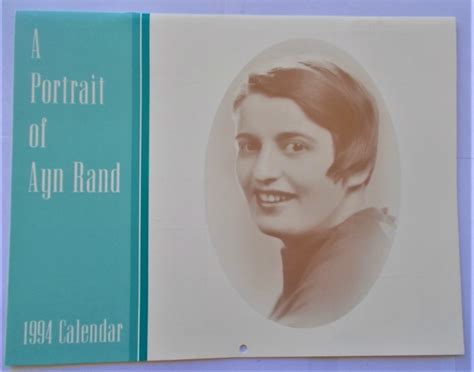 A
Portrait
of
Ayn Rand
1994 Calendar